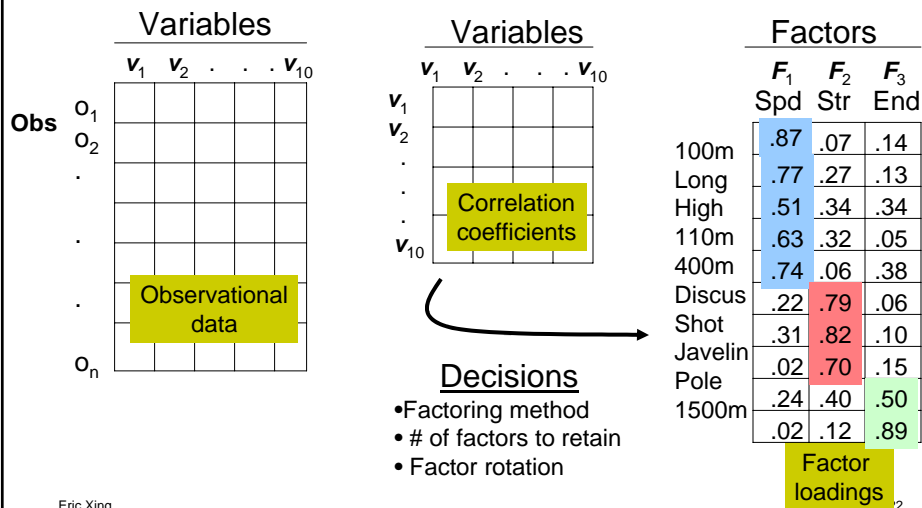 Variables
v1 v2 . . . v10
Obs
o1
o2
.
.
.
on
Observational
data
Variables
v1 v2 . . . v10
v1
v2
.
.
.
v10
Correlation
coefficients
Decisions
•Factoring method
• # of factors to retain
• Factor rotation
Factors
F1 F2 F3
Spd Str End
100m .87 .07 .14
Long .77 .27 .13
High .51 .34 .34
110m .63 .32 .05
400m .74 .06 .38
Discus .22 .79 .06
Shot .31 .82 .10
Javelin .02 .70 .15
Pole .24 .40 .50
1500m .02 .12 .89
Factor
loadings
Eric Xing